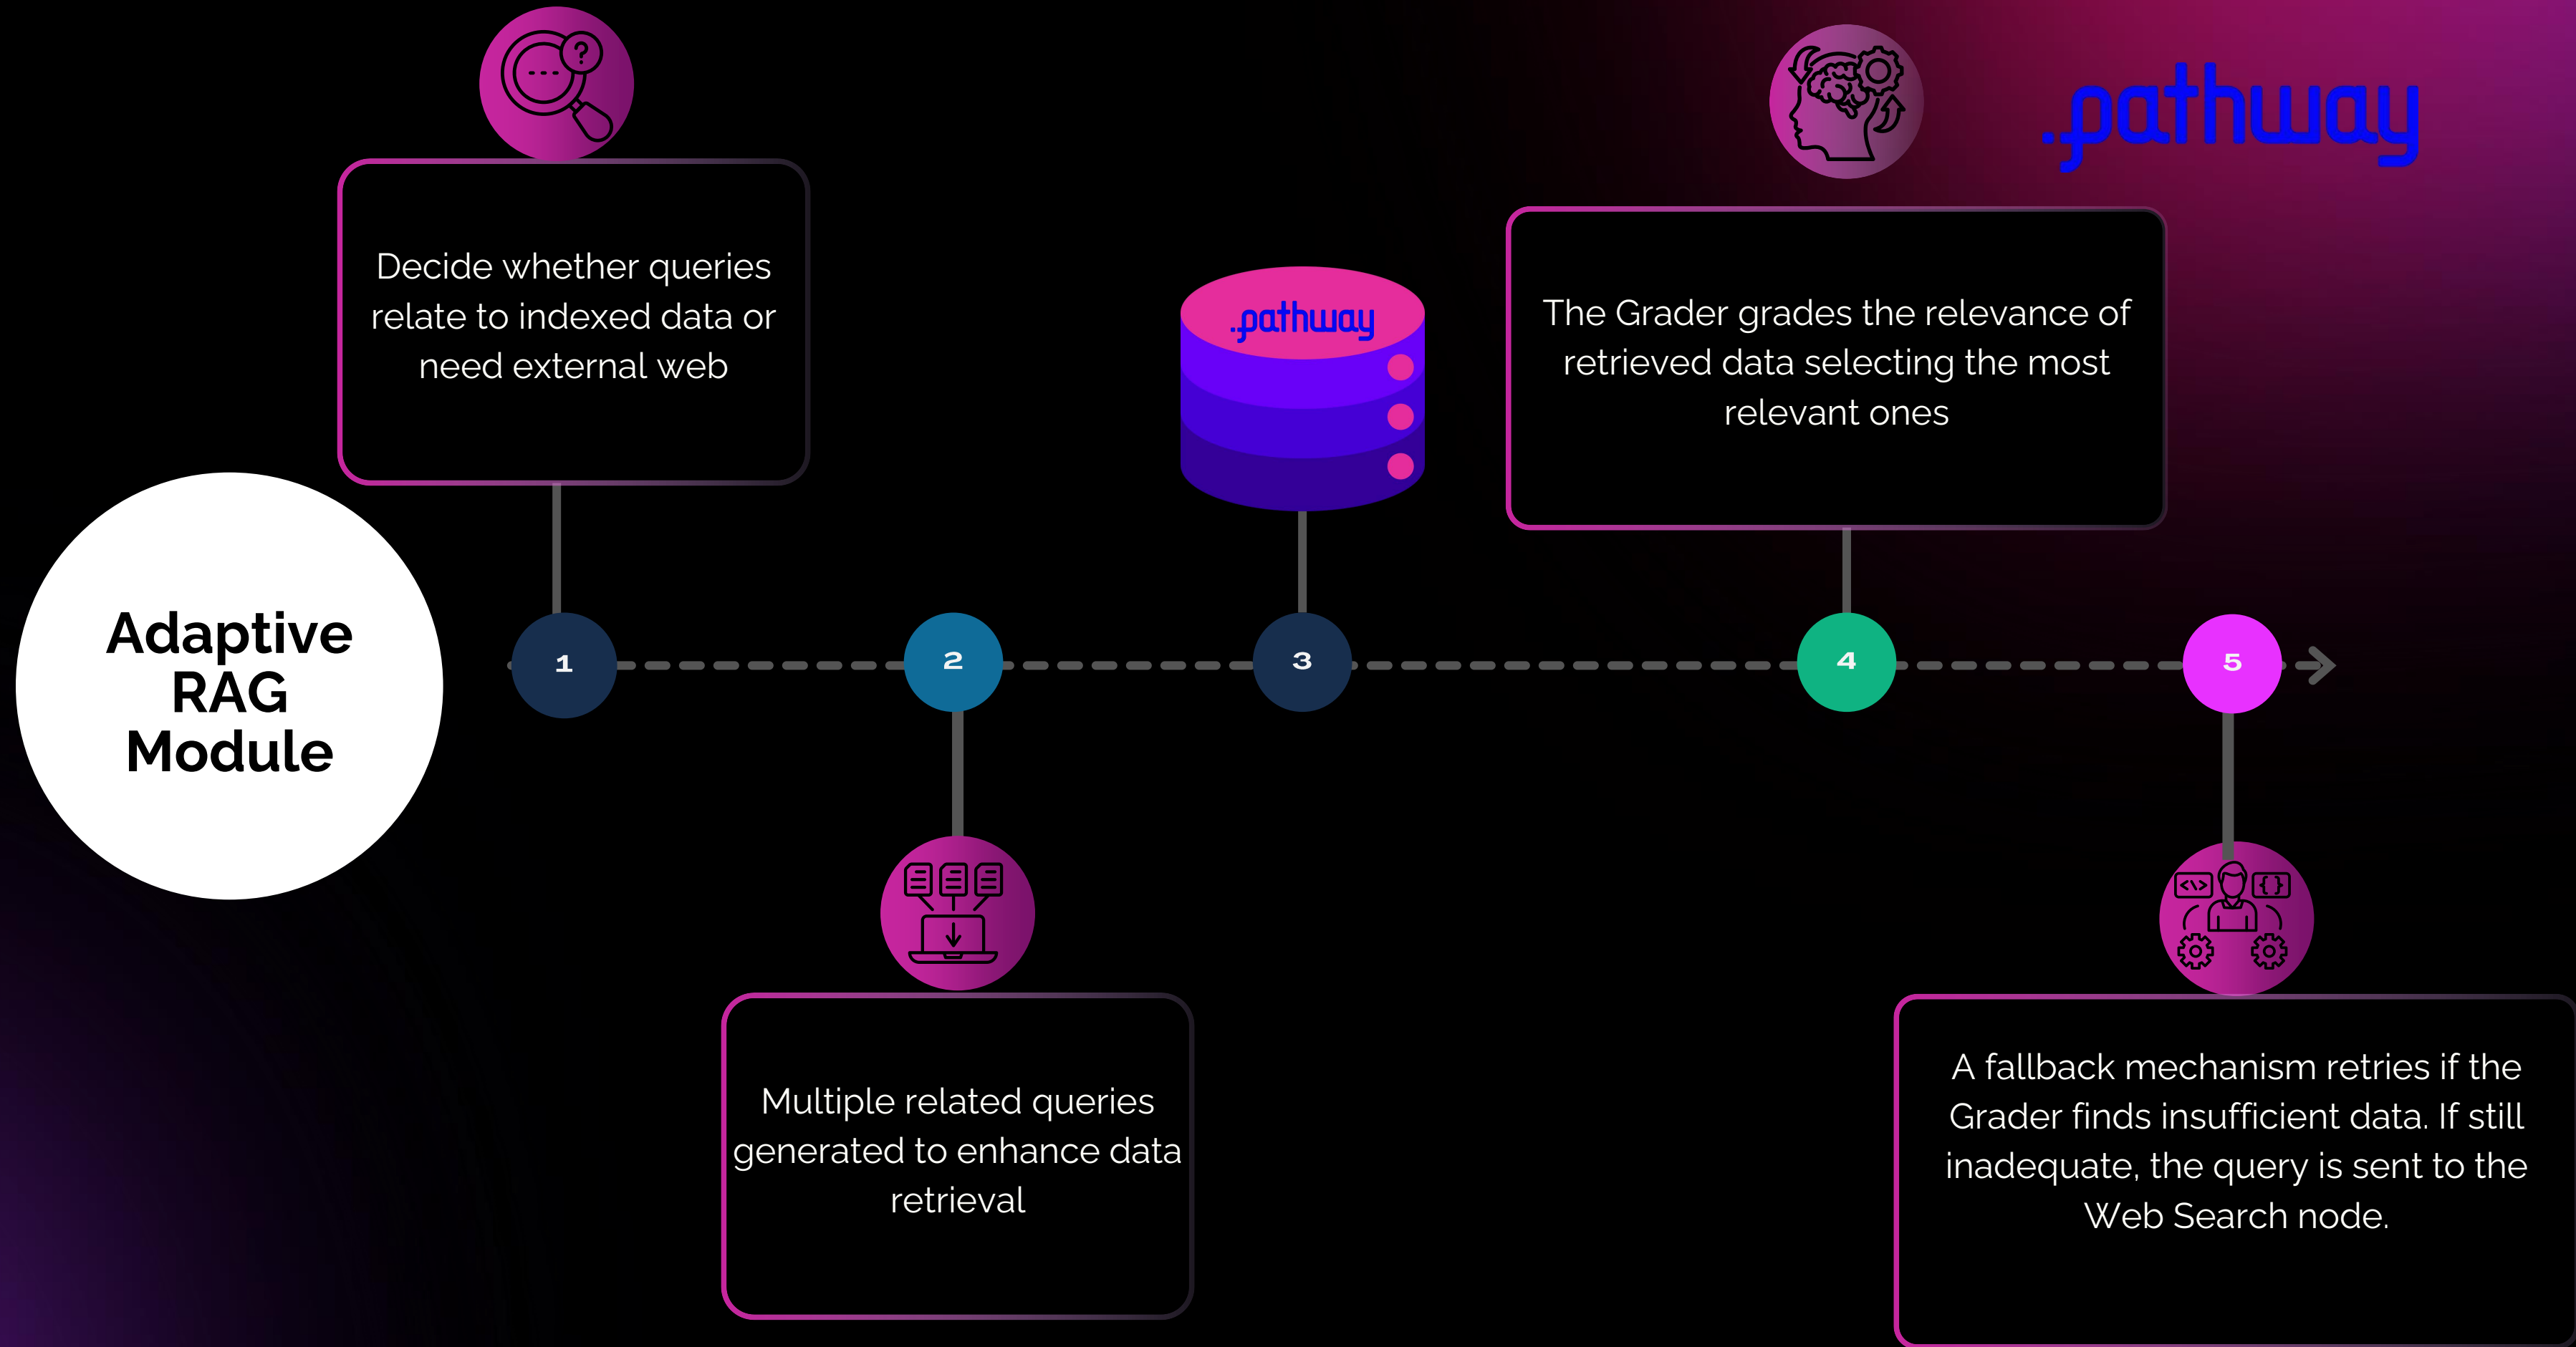 .pathway
Decide whether queries
relate to indexed data or
need external web
.pathway
The Grader grades the relevance of
retrieved data selecting the most
relevant ones
Adaptive
RAG
Module
1
2
3
4
5
Multiple related queries
generated to enhance data
retrieval
A fallback mechanism retries if the
Grader finds insufficient data. If still
inadequate, the query is sent to the
Web Search node.